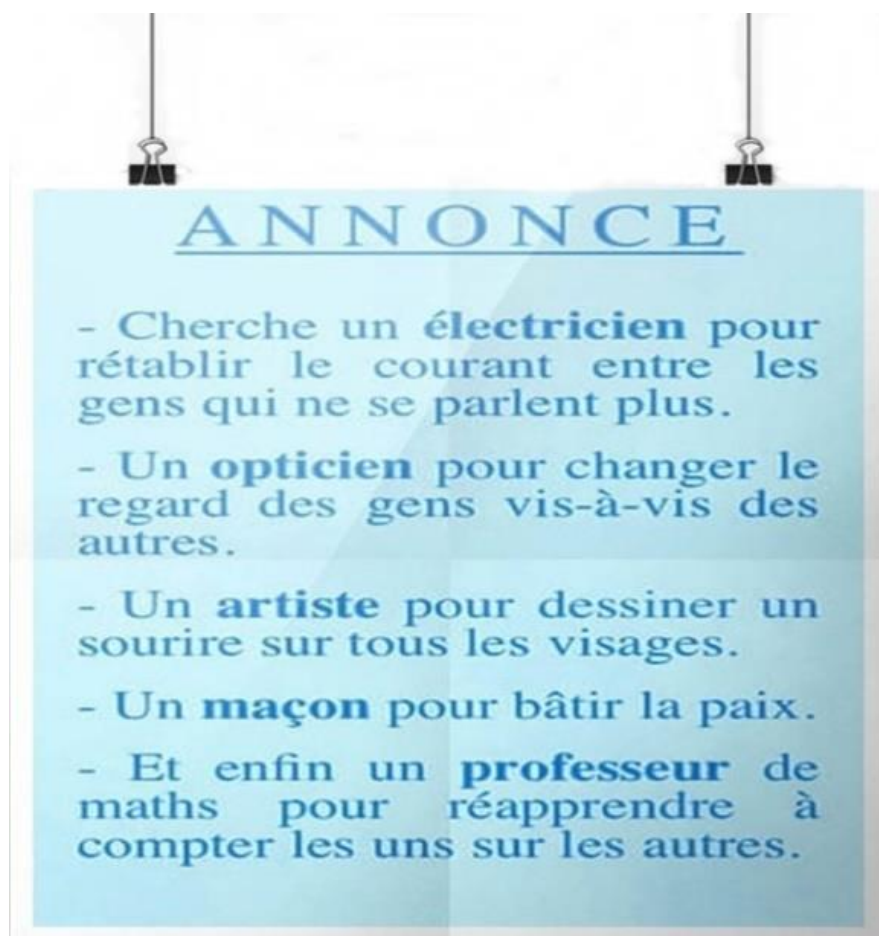 ANNONCE
- Cherche un électricien pour
rétablir le courant entre les
gens qui ne se parlent plus.
- Un opticien pour changer le
regard des gens vis-à-vis des
autres.
- Un artiste pour dessiner un
sourire sur tous les visages.
- Un maçon pour bâtir la paix.
- Et enfin un professeur de
maths pour réapprendre à
compter les uns sur les autres.